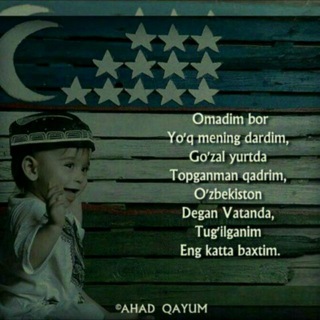 Omadim bor
Yo'q mening dardim,
Go'zal yurtda
Topganman qadrim,
O'zbekiston
Degan Vatanda,
Tug'ilganim
Eng katta baxtim.
©AHAD QAYUM